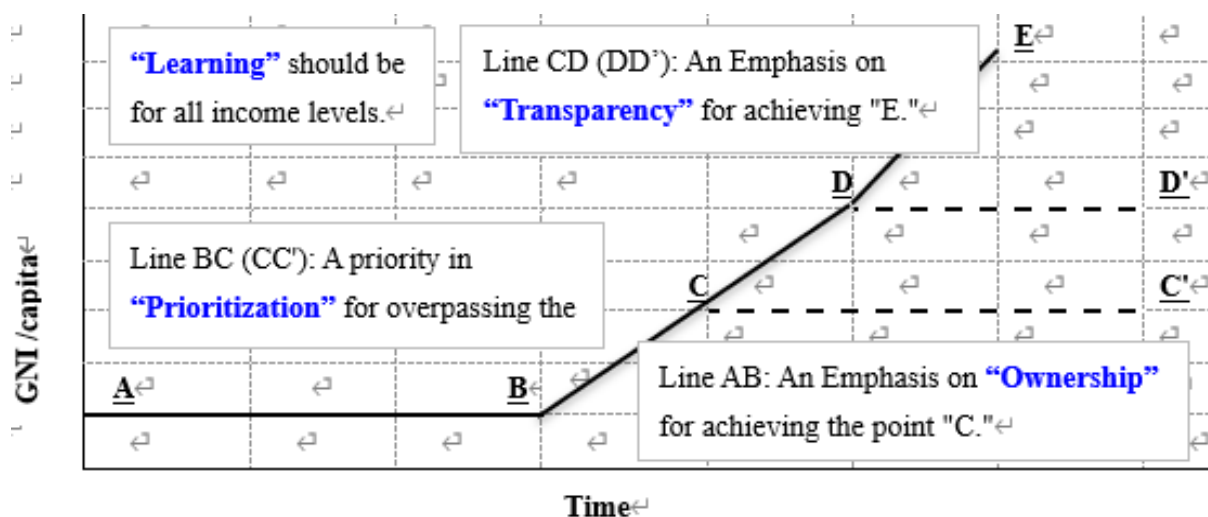 “Learning” should be
for all income levels.
Line CD (DD’): An Emphasis on
“Transparency” for achieving "E."
E
D
D'
Line BC (CC'): A priority in
“Prioritization” for overpassing the
C
C'
A
B
Line AB: An Emphasis on “Ownership”
for achieving the point "C."
GNI /capita
Time